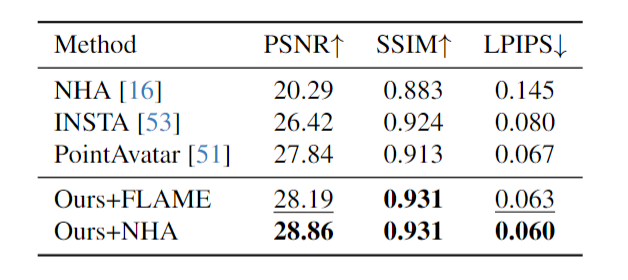 Method PSNR↑ SSIM↑ LPIPS↓
NHA [16] 20.29 0.883 0.145
INSTA [53] 26.42 0.924 0.080
PointAvatar [51] 27.84 0.913 0.067
Ours+FLAME 28.19 0.931 0.063
Ours+NHA 28.86 0.931 0.060